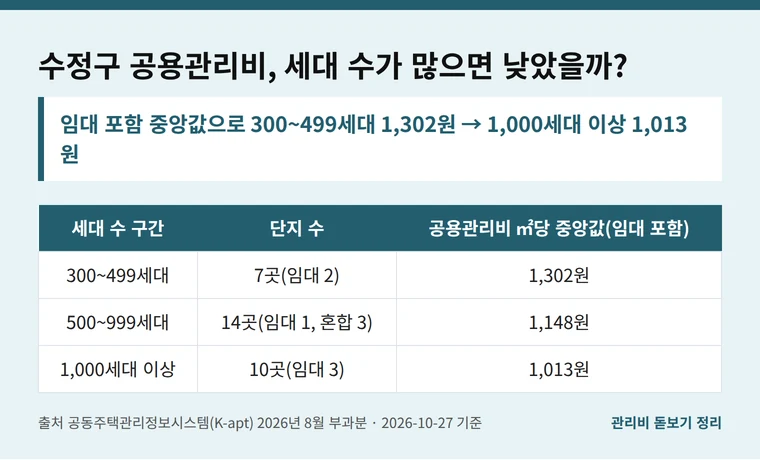 수정구 공용관리비, 세대 수가 많으면 낮았을까?
임대 포함 중앙값으로 300~499세대 1,302원 → 1,000세대 이상 1,013
원
세대 수 구간 단지 수 공용관리비 ㎡당 중앙값(임대 포함)
300~499세대 7곳(임대 2) 1,302원
500~999세대 14곳(임대 1, 혼합 3) 1,148원
1,000세대 이상 10곳(임대 3) 1,013원
출처 공동주택관리정보시스템(K-apt) 2026년 8월 부과분 · 2026-10-27 기준 관리비 돋보기 정리